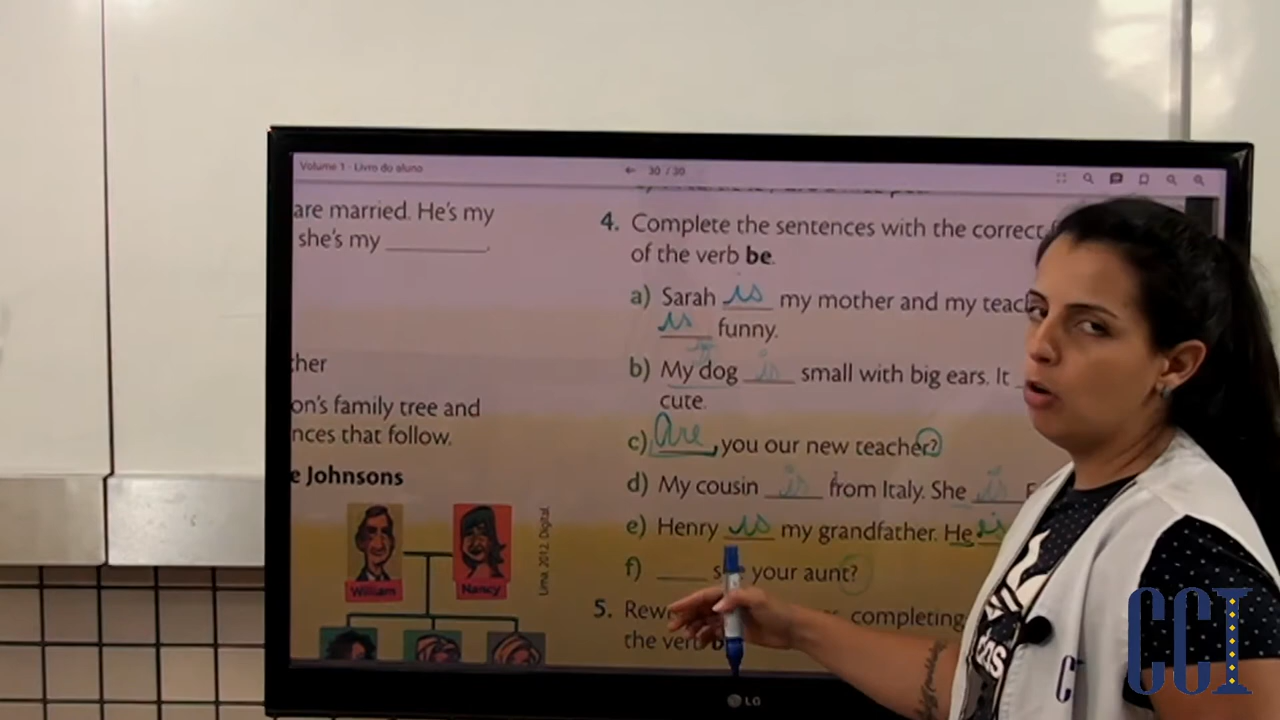 Volume 1 - Livro do aluno
30 / 30
are married. He's my
she's my ________.
ther
on's family tree and
nces that follow.
e Johnsons
William
Nancy
Lima. 2012. Digital.
4. Complete the sentences with the correct
of the verb be.
a) Sarah is my mother and my teac
is funny.
b) My dog is small with big ears. It
cute.
c) Are you our new teacher?
d) My cousin is from Italy. She is
e) Henry is my grandfather. He is
f) ____ your aunt?
5. completing
the verb
LG
CCI